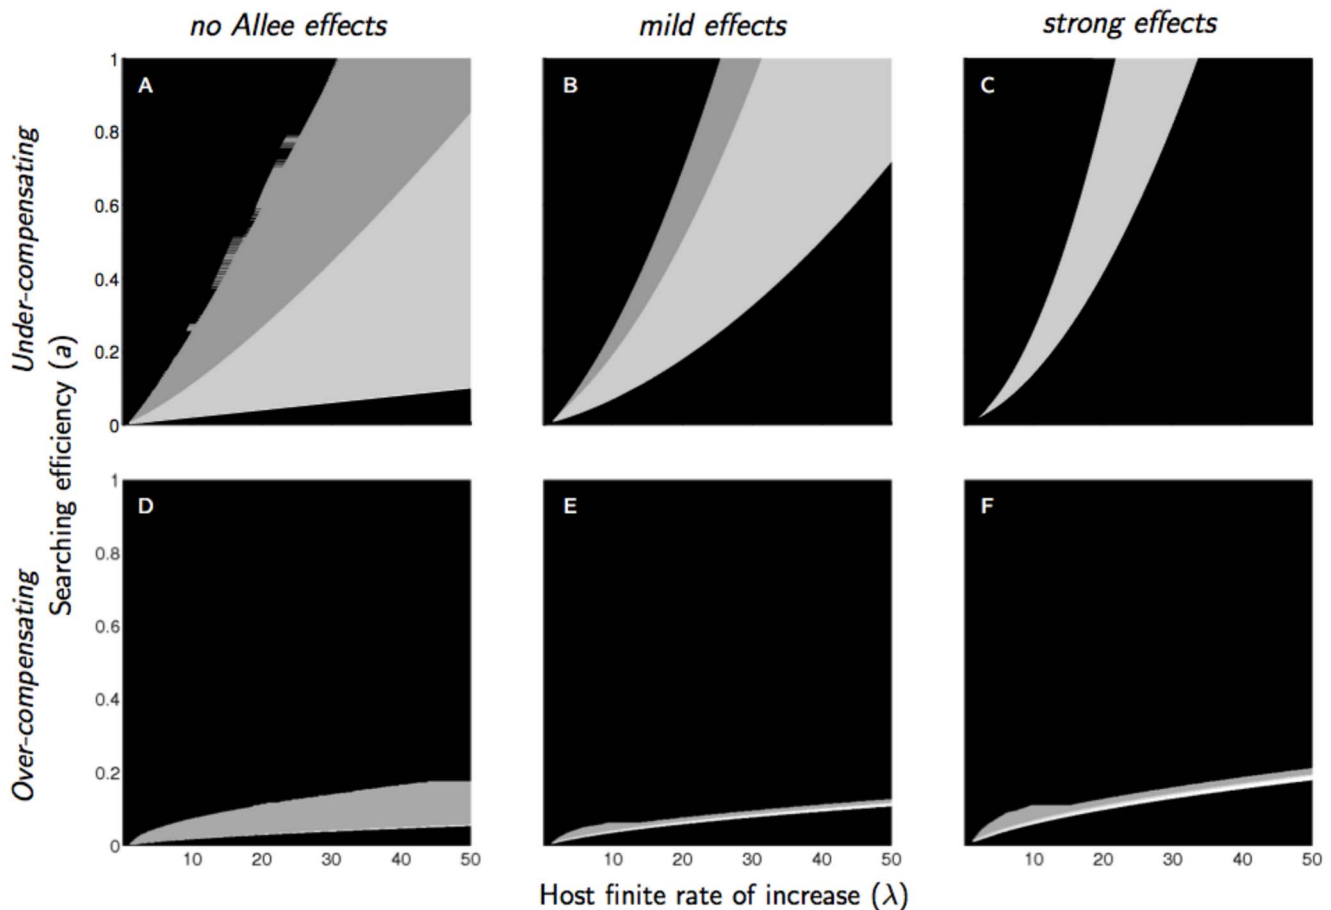 no Allee effects
mild effects
strong effects
Under-compensating
Over-compensating
Searching efficiency (a)
A
1
0.8
0.6
0.4
0.2
0
B
C
D
1
0.8
0.6
0.4
0.2
0
10 20 30 40 50
E
10 20 30 40 50
F
10 20 30 40 50
Host finite rate of increase (λ)